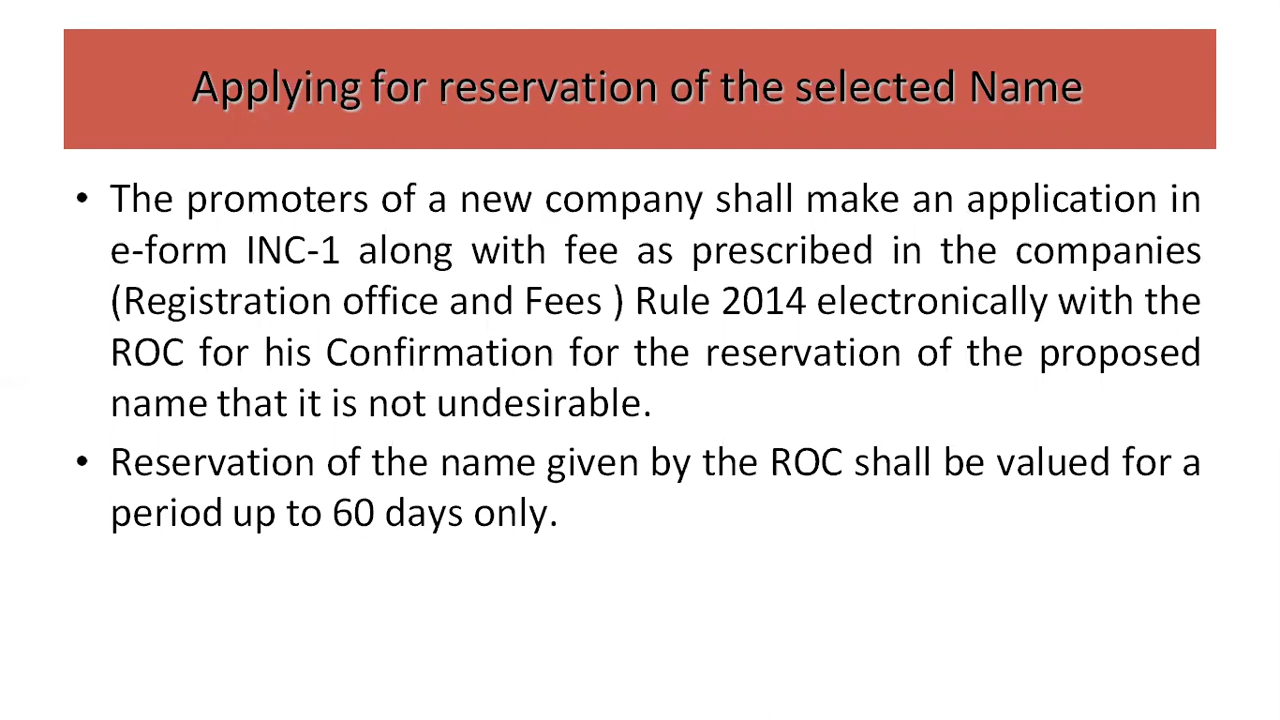 Applying for reservation of the selected Name
• The promoters of a new company shall make an application in
e-form INC-1 along with fee as prescribed in the companies
(Registration office and Fees ) Rule 2014 electronically with the
ROC for his Confirmation for the reservation of the proposed
name that it is not undesirable.
• Reservation of the name given by the ROC shall be valued for a
period up to 60 days only.